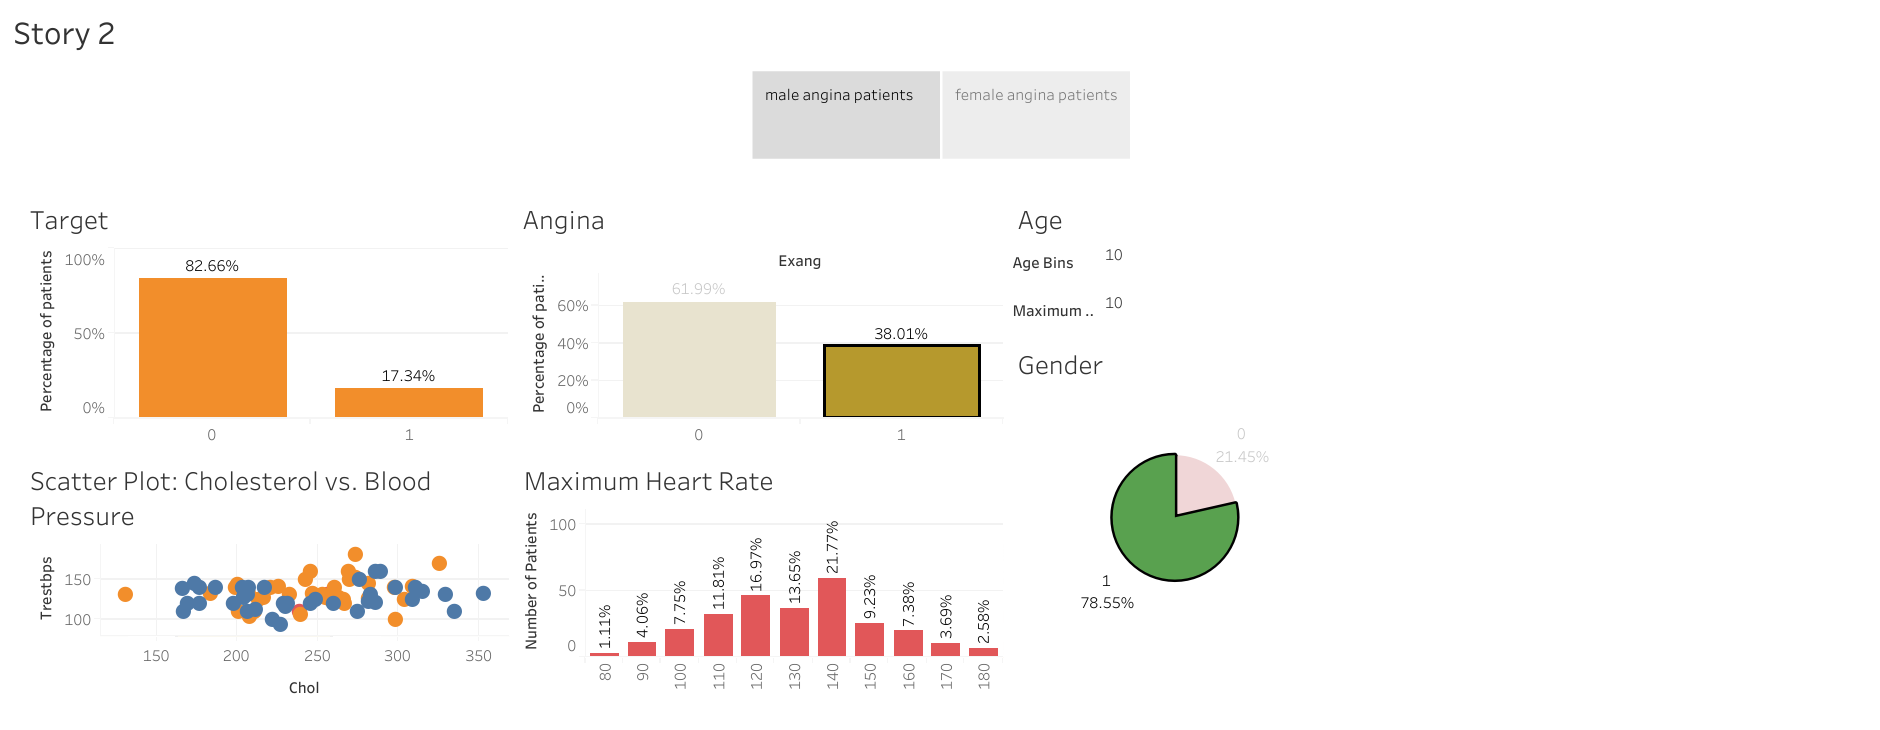 Story 2
male angina patients
female angina patients
Target
Percentage of patients
100%
50%
0%
82.66%
17.34%
0
1
Angina
Exang
Percentage of pati..
60%
40%
20%
0%
61.99%
38.01%
0
1
Age
Age Bins
10
Maximum ..
10
Gender
0
21.45%
1
78.55%
Scatter Plot: Cholesterol vs. Blood
Pressure
Trestbps
150
100
150
200
250
300
350
Chol
Maximum Heart Rate
Number of Patients
100
50
0
1.11%
4.06%
7.75%
11.81%
16.97%
13.65%
21.77%
9.23%
7.38%
3.69%
2.58%
80
90
100
110
120
130
140
150
160
170
180